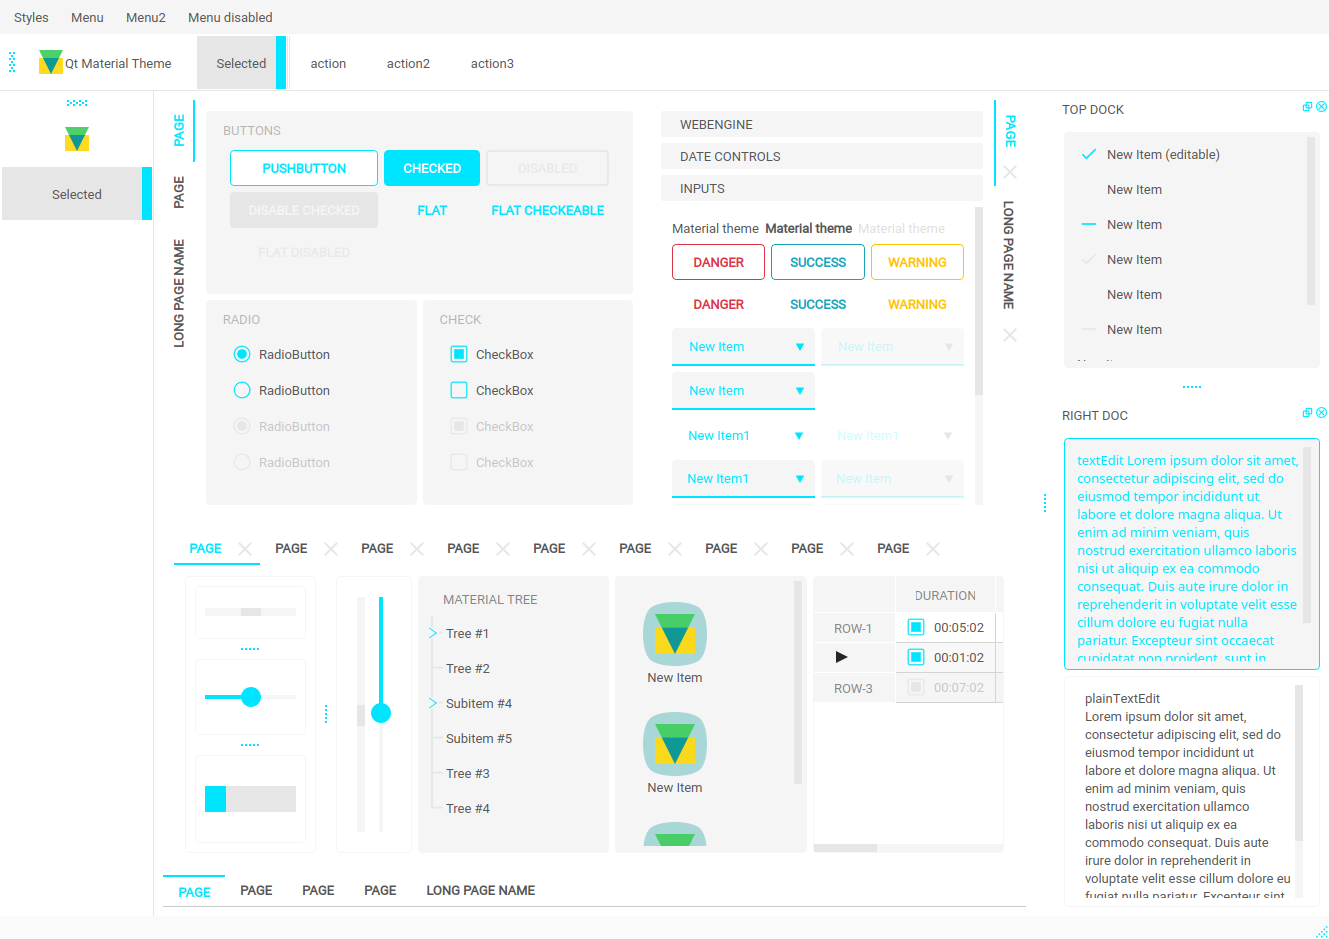 Styles Menu Menu2 Menu disabled
Qt Material Theme Selected action action2 action3
Selected
PAGE
PAGE
LONG PAGE NAME
BUTTONS
PUSHBUTTON CHECKED DISABLED
DISABLE CHECKED FLAT FLAT CHECKEABLE
FLAT DISABLED
RADIO
RadioButton
RadioButton
RadioButton
RadioButton
CHECK
CheckBox
CheckBox
CheckBox
CheckBox
WEBENGINE
DATE CONTROLS
INPUTS
Material theme Material theme Material theme
DANGER SUCCESS WARNING
DANGER SUCCESS WARNING
New Item New Item
New Item
New Item1 New Item1
New Item1 New Item
PAGE
LONG PAGE NAME
PAGE PAGE PAGE PAGE PAGE PAGE PAGE PAGE PAGE
MATERIAL TREE
Tree #1
Tree #2
Subitem #4
Subitem #5
Tree #3
Tree #4
New Item
New Item
DURATION
ROW-1 00:05:02
00:01:02
ROW-3 00:07:02
PAGE PAGE PAGE PAGE LONG PAGE NAME
TOP DOCK
New Item (editable)
New Item
New Item
New Item
New Item
New Item
RIGHT DOC
textEdit Lorem ipsum dolor sit amet,
consectetur adipiscing elit, sed do
eiusmod tempor incididunt ut
labore et dolore magna aliqua. Ut
enim ad minim veniam, quis
nostrud exercitation ullamco laboris
nisi ut aliquip ex ea commodo
consequat. Duis aute irure dolor in
reprehenderit in voluptate velit esse
cillum dolore eu fugiat nulla
pariatur. Excepteur sint occaecat
cupidatat non proident, sunt in
plainTextEdit
Lorem ipsum dolor sit amet,
consectetur adipiscing elit, sed do
eiusmod tempor incididunt ut
labore et dolore magna aliqua. Ut
enim ad minim veniam, quis
nostrud exercitation ullamco
laboris nisi ut aliquip ex ea
commodo consequat. Duis aute
irure dolor in reprehenderit in
voluptate velit esse cillum dolore eu
fugiat nulla pariatur. Excepteur sint